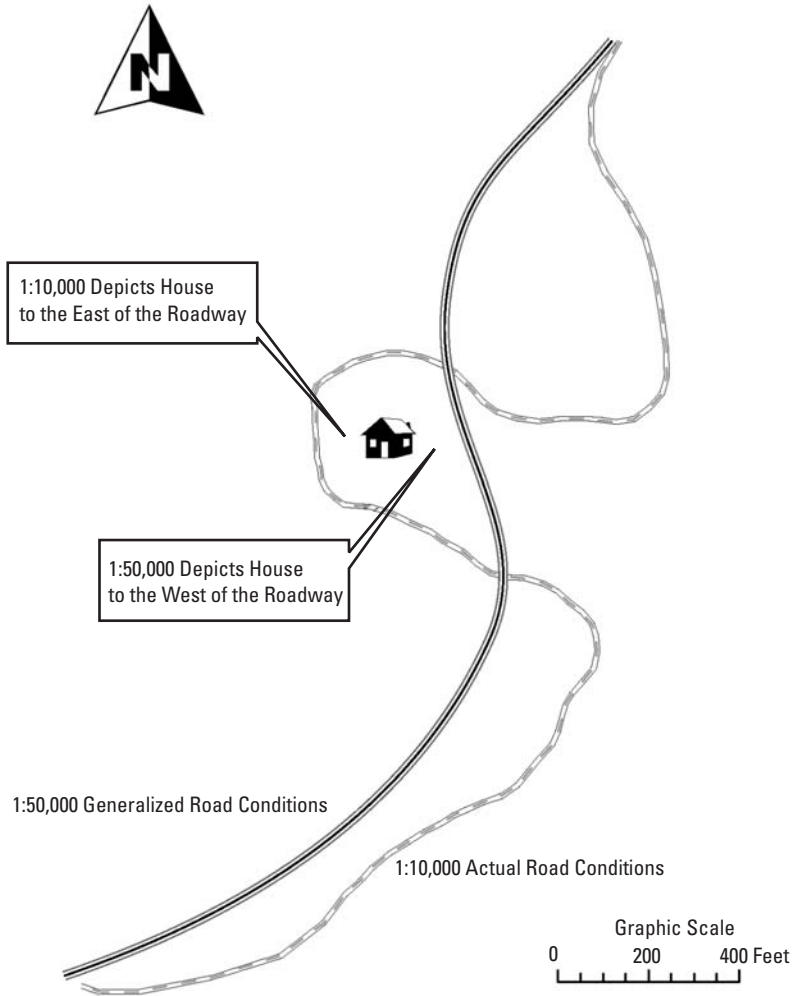 N
1:10,000 Depicts House
to the East of the Roadway
1:50,000 Depicts House
to the West of the Roadway
1:50,000 Generalized Road Conditions
1:10,000 Actual Road Conditions
Graphic Scale
0 200 400 Feet